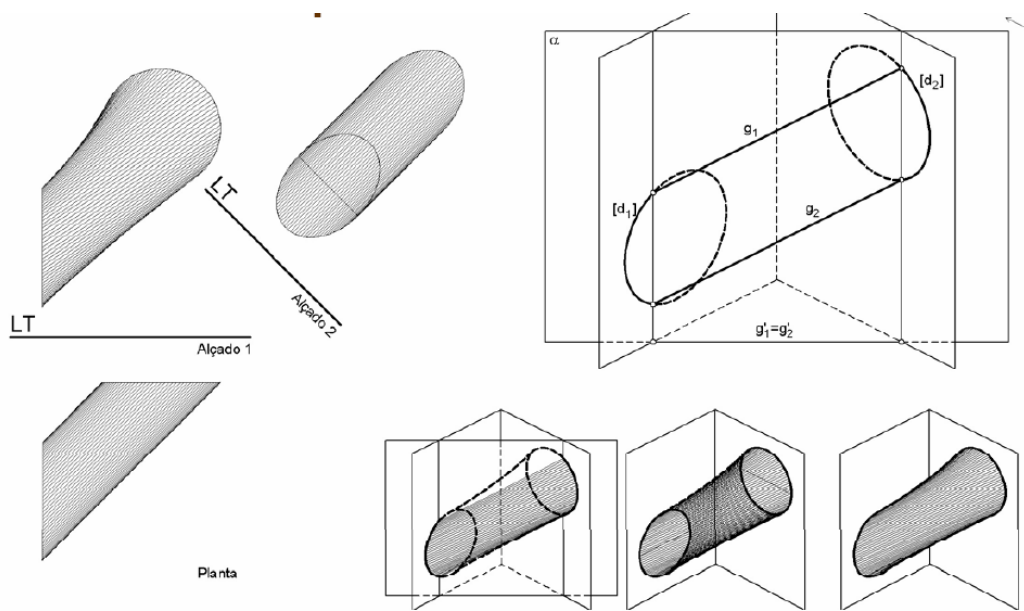 LT
Alçado 1
LT
Alçado 2
Planta
α
[d₂]
g₁
[d₁]
g₂
g'₁=g'₂